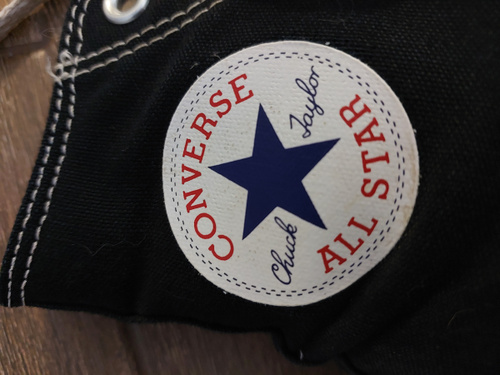 CONVERSE
Chuck Taylor
ALL STAR